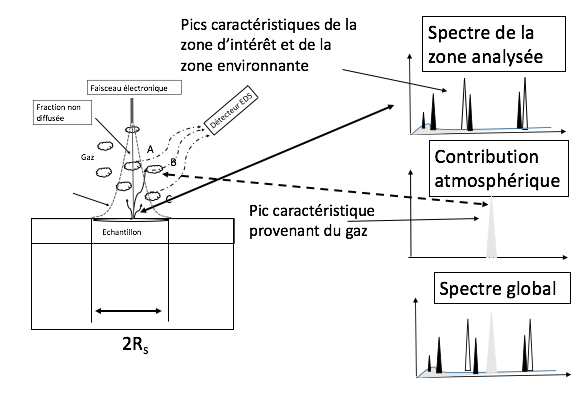 Pics caractéristiques de la
zone d'intérêt et de la
zone environnante
Spectre de la
zone analysée
Faisceau électronique
Fraction non
diffusée
Détecteur EDS
Gaz
A
B
C
Contribution
atmosphérique
Pic caractéristique
provenant du gaz
Echantillon
Spectre global
2Rs